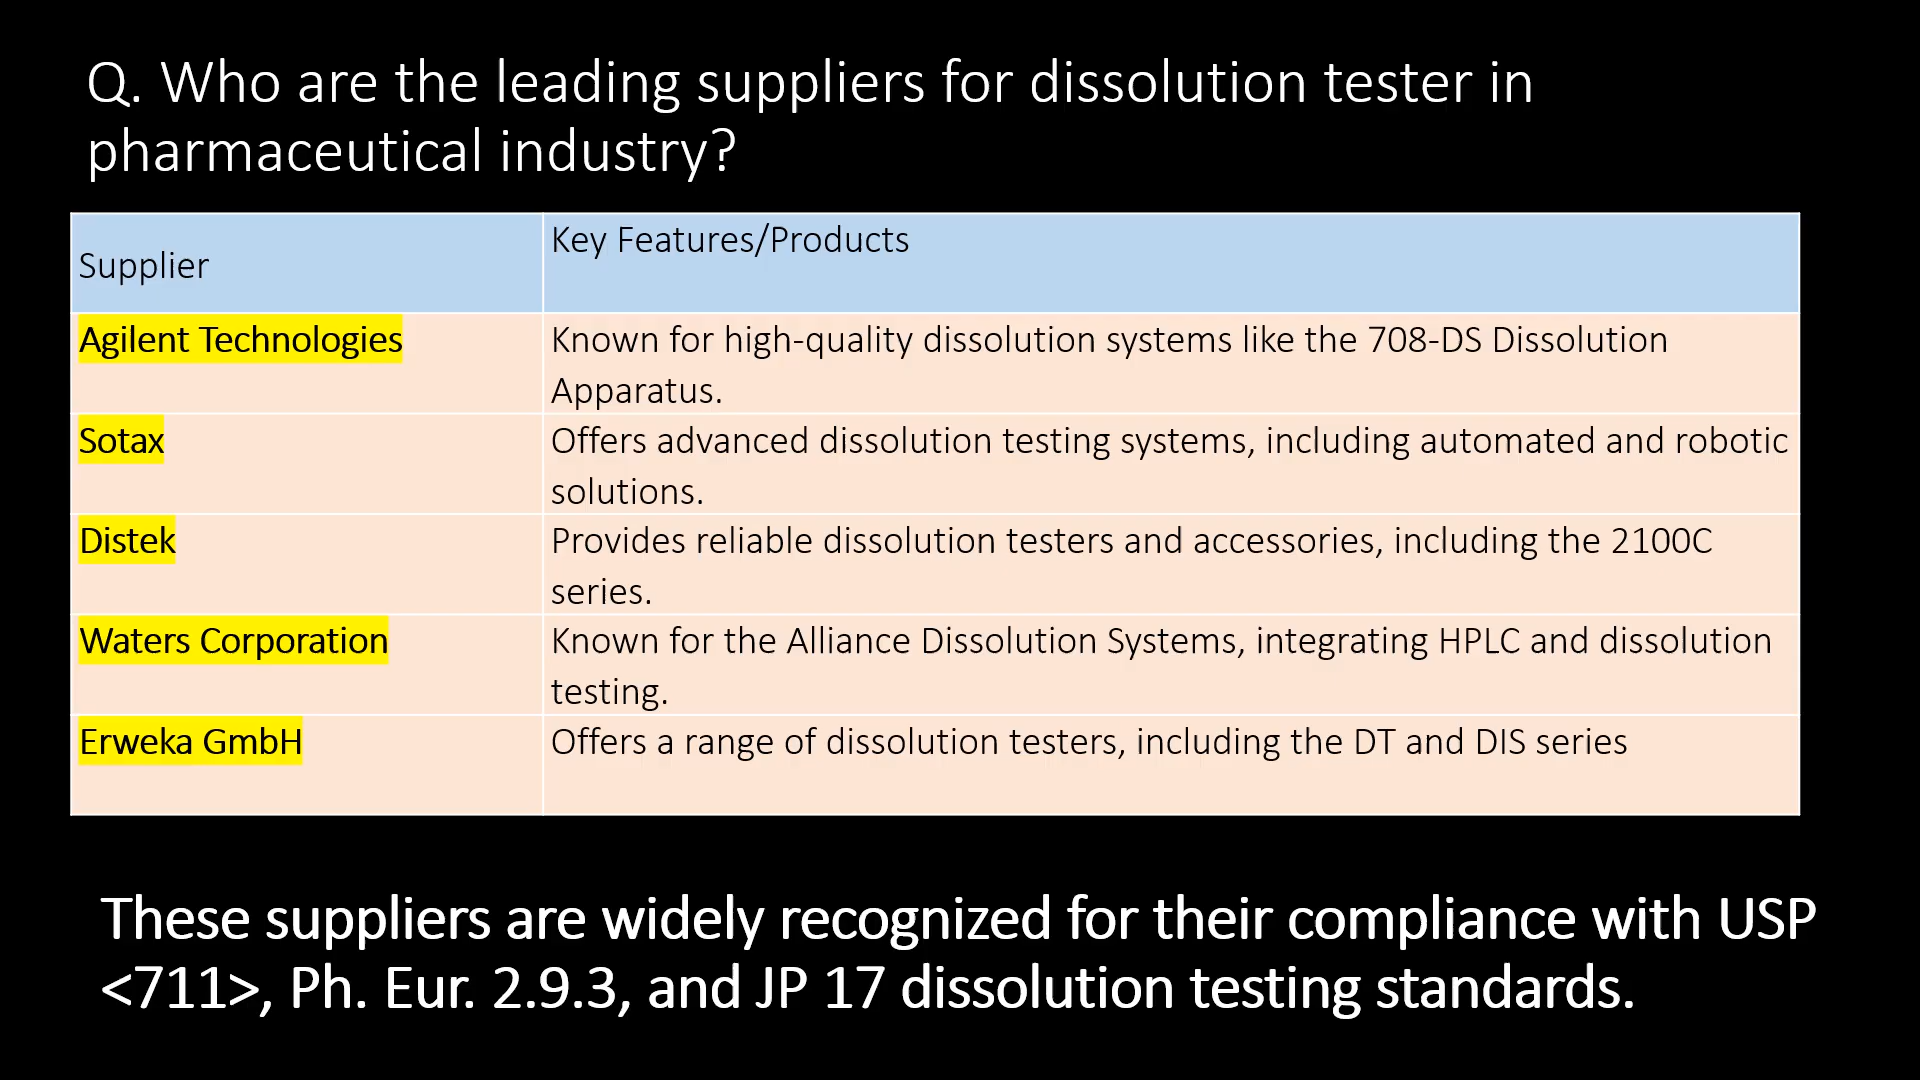 Q. Who are the leading suppliers for dissolution tester in
pharmaceutical industry?
Supplier
Key Features/Products
Agilent Technologies
Known for high-quality dissolution systems like the 708-DS Dissolution
Apparatus.
Sotax
Offers advanced dissolution testing systems, including automated and robotic
solutions.
Distek
Provides reliable dissolution testers and accessories, including the 2100C
series.
Waters Corporation
Known for the Alliance Dissolution Systems, integrating HPLC and dissolution
testing.
Erweka GmbH
Offers a range of dissolution testers, including the DT and DIS series
These suppliers are widely recognized for their compliance with USP
<711>, Ph. Eur. 2.9.3, and JP 17 dissolution testing standards.